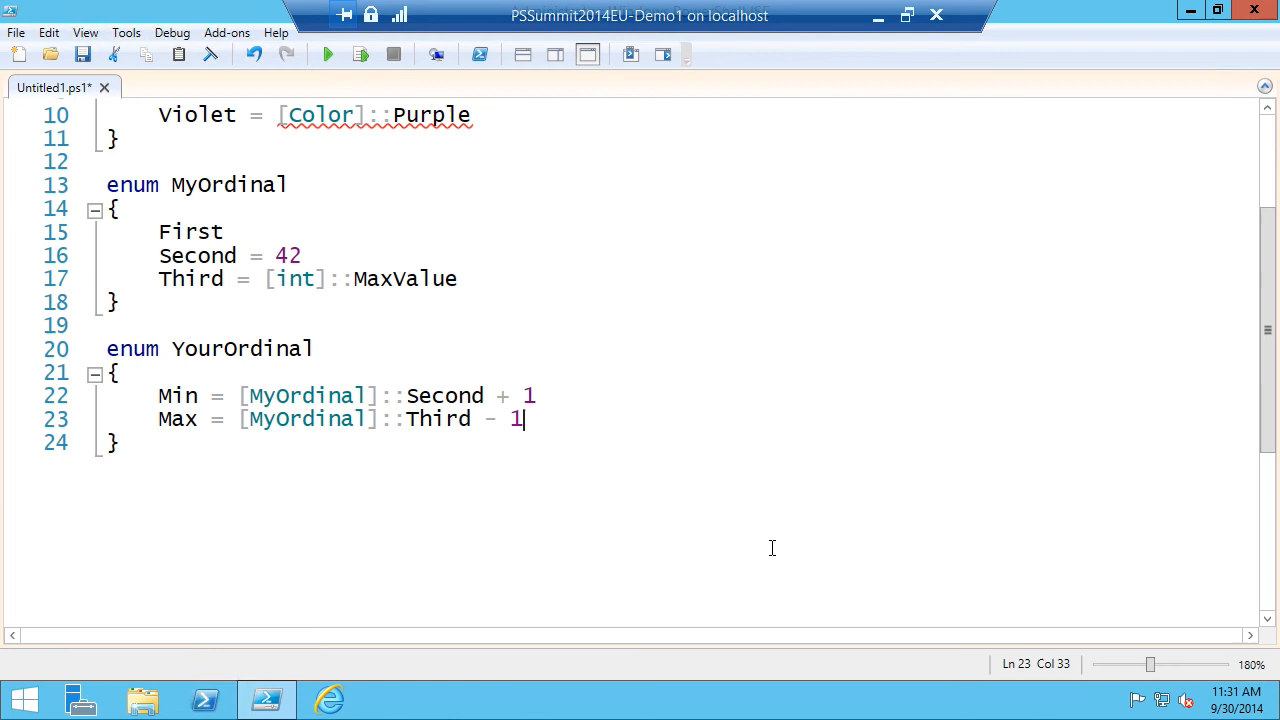 PSSummit2014EU-Demo1 on localhost
File Edit View Tools Debug Add-ons Help
Untitled1.ps1*
10 Violet = [Color]::Purple
11 }
12
13 enum MyOrdinal
14 {
15 First
16 Second = 42
17 Third = [int]::MaxValue
18 }
19
20 enum YourOrdinal
21 {
22 Min = [MyOrdinal]::Second + 1
23 Max = [MyOrdinal]::Third - 1
24 }
Ln 23 Col 33 180%
11:31 AM
9/30/2014